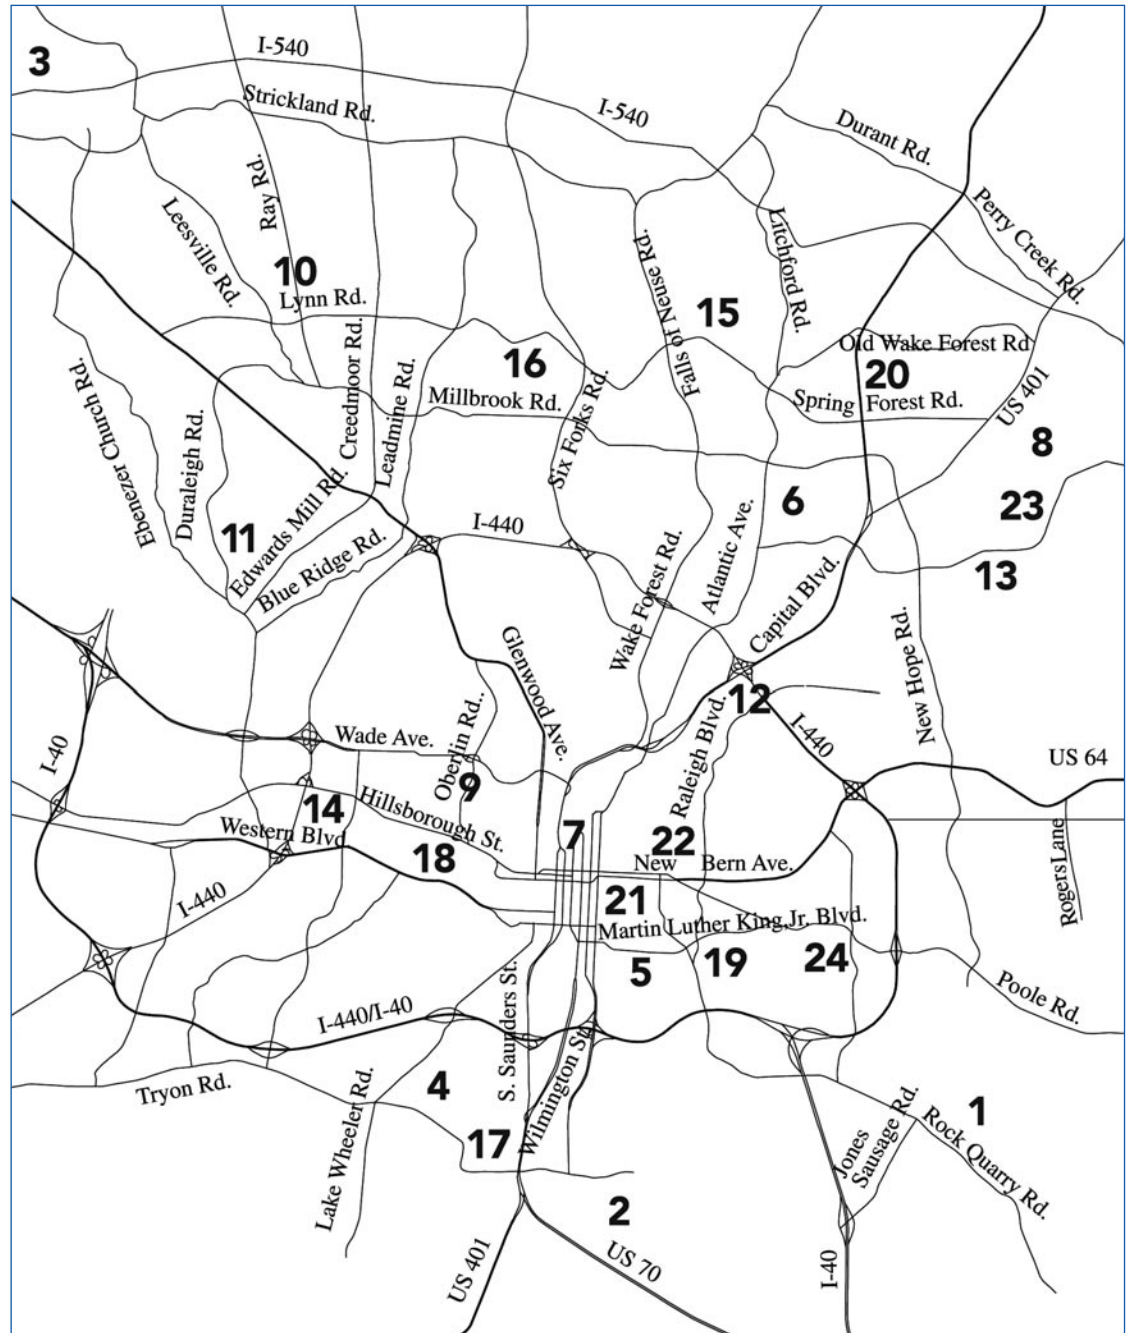 3
I-540
Strickland Rd.
I-540
Durant Rd.
Ray Rd.
Leesville Rd.
Perry Creek Rd.
Litchford Rd.
Falls of Neuse Rd.
10
Lynn Rd.
15
Creedmoor Rd.
Old Wake Forest Rd
16
20
Ebenezer Church Rd.
Leadmine Rd.
Millbrook Rd.
Six Forks Rd.
Spring Forest Rd.
US 401
Duraleigh Rd.
8
6
23
Edwards Mill Rd.
11
I-440
Atlantic Ave.
Blue Ridge Rd.
Wake Forest Rd.
Capital Blvd.
13
Glenwood Ave.
New Hope Rd.
12
I-40
Wade Ave.
Oberlin Rd..
Raleigh Blvd.
I-440
US 64
9
14
Hillsborough St.
Western Blvd
7
22
18
New Bern Ave.
Rogers Lane
I-440
21
Martin Luther King,Jr. Blvd.
5
19
24
S. Saunders St.
I-440/I-40
Poole Rd.
Tryon Rd.
4
Wilmington St.
Lake Wheeler Rd.
1
17
Jones
Sausage Rd.
Rock Quarry Rd.
2
US 401
US 70
I-40